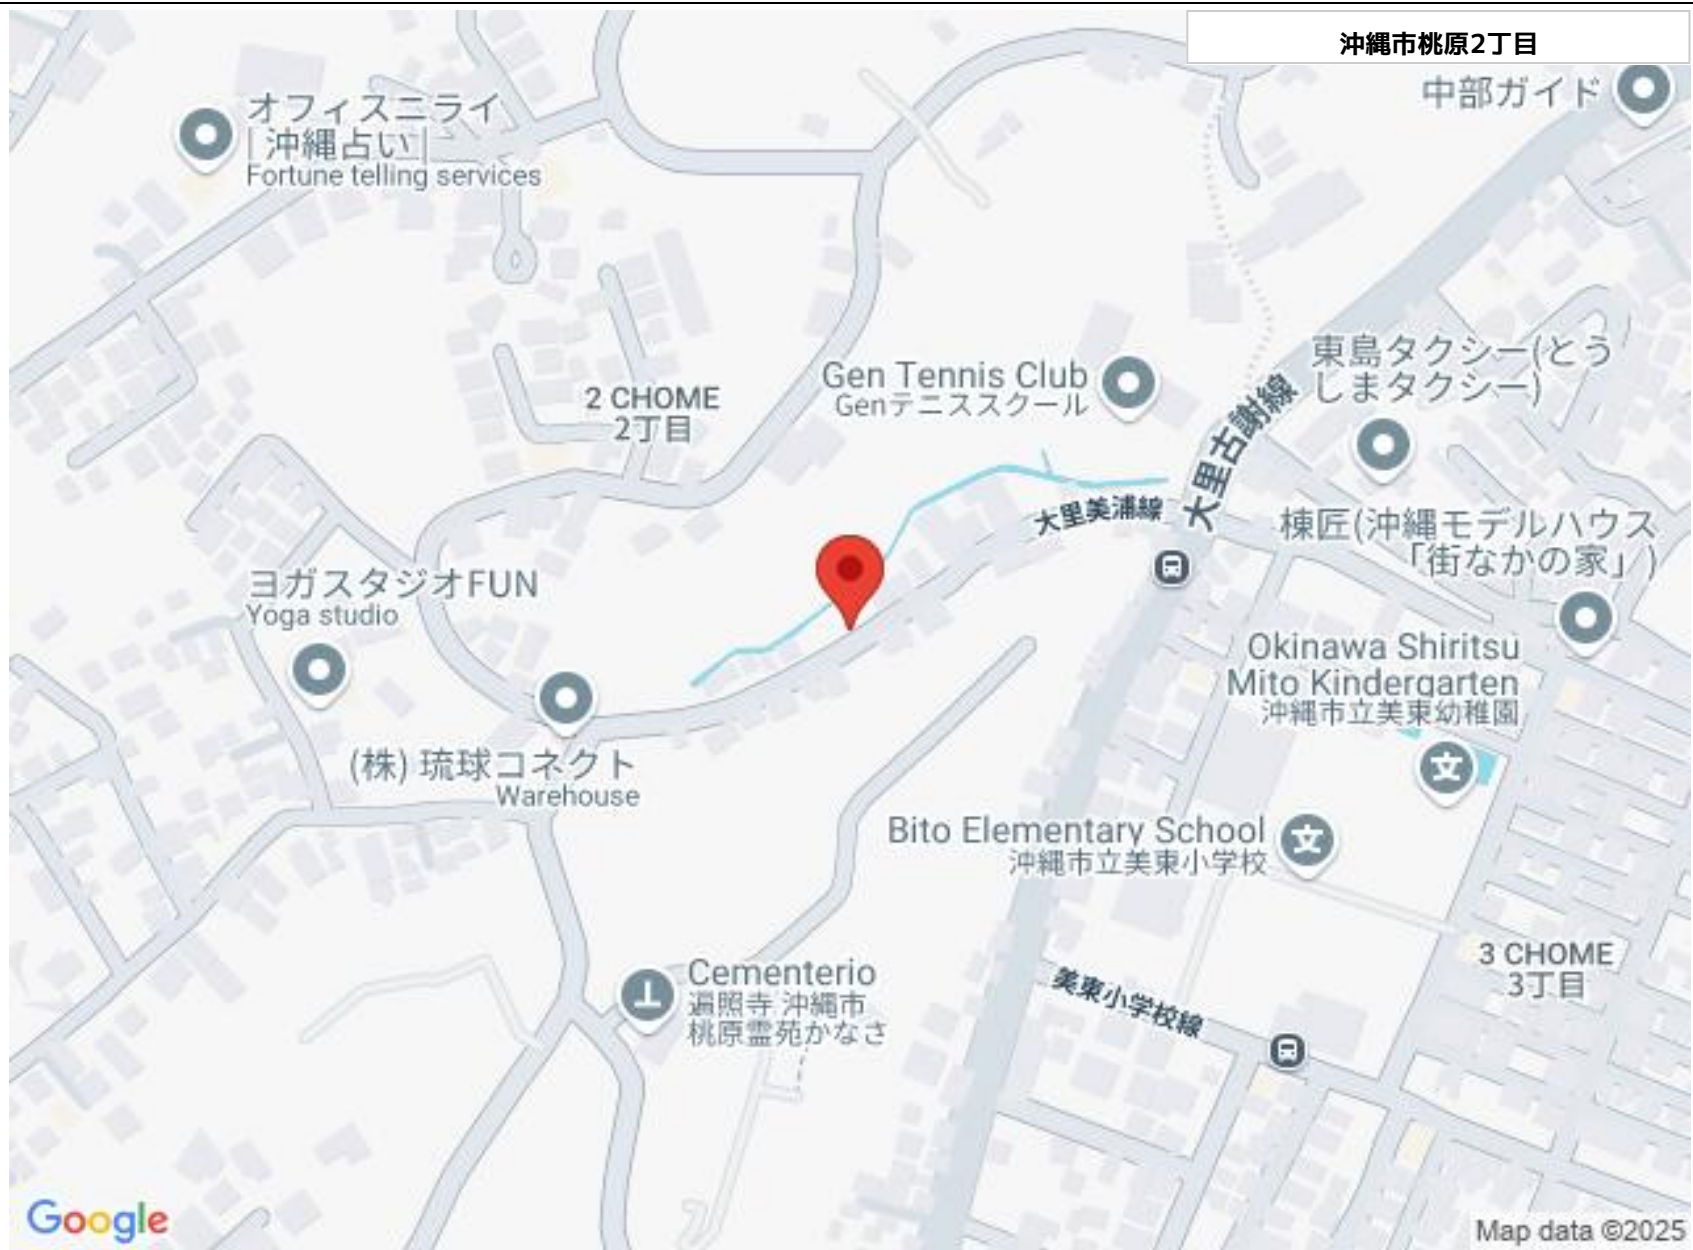 沖縄市桃原2丁目
中部ガイド
オフィスニライ
[沖縄占い]
Fortune telling services
東島タクシー(とう
しまタクシー)
Gen Tennis Club
Genテニススクール
2 CHOME
2丁目
大里古謝線
大里美浦線
棟匠(沖縄モデルハウス
「街なかの家」)
ヨガスタジオFUN
Yoga studio
Okinawa Shiritsu
Mito Kindergarten
沖縄市立美東幼稚園
(株) 琉球コネクト
Warehouse
Bito Elementary School
沖縄市立美東小学校
3 CHOME
3丁目
Cementerio
遍照寺 沖縄市
桃原霊苑かなさ
美東小学校線
Google
Map data ©2025